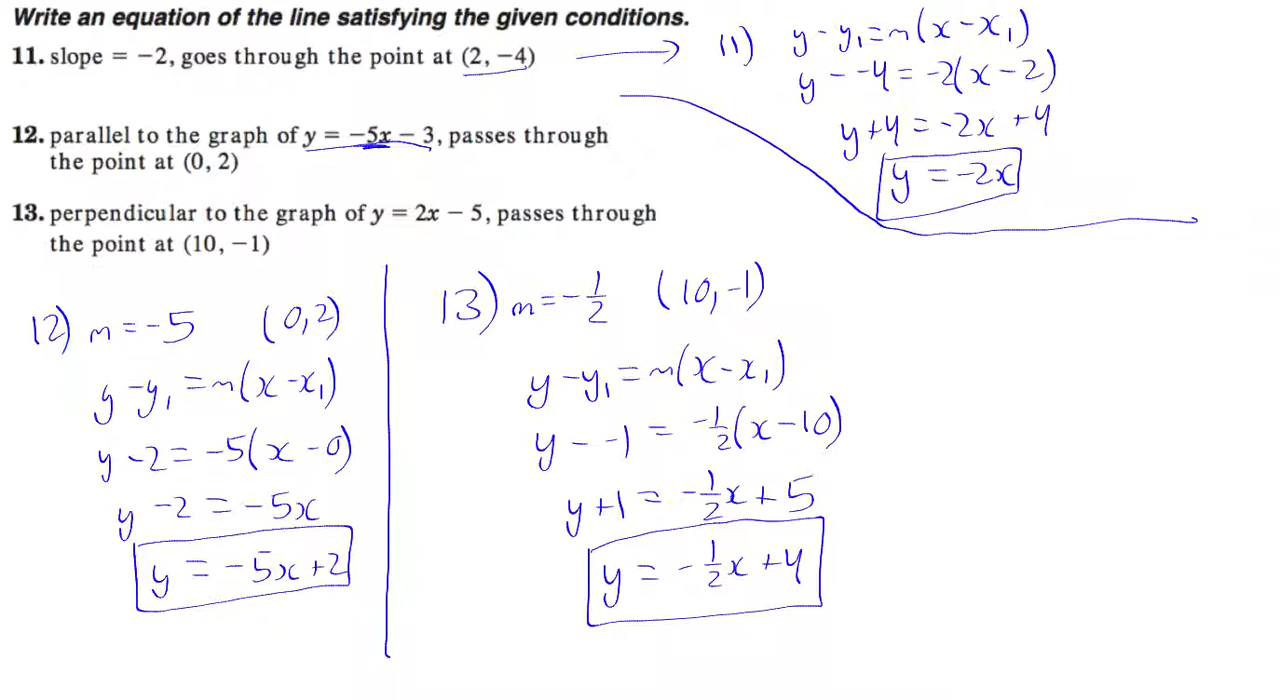 Write an equation of the line satisfying the given conditions.
11. slope = −2, goes through the point at (2, −4)
12. parallel to the graph of y = −5x − 3, passes through
the point at (0, 2)
13. perpendicular to the graph of y = 2x − 5, passes through
the point at (10, −1)
11) y - y₁ = m(x - x₁)
y - -4 = -2(x - 2)
y + 4 = -2x + 4
y = -2x
12) m = -5 (0, 2)
y - y₁ = m(x - x₁)
y - 2 = -5(x - 0)
y - 2 = -5x
y = -5x + 2
13) m = -1/2 (10, -1)
y - y₁ = m(x - x₁)
y - -1 = -1/2(x - 10)
y + 1 = -1/2x + 5
y = -1/2x + 4